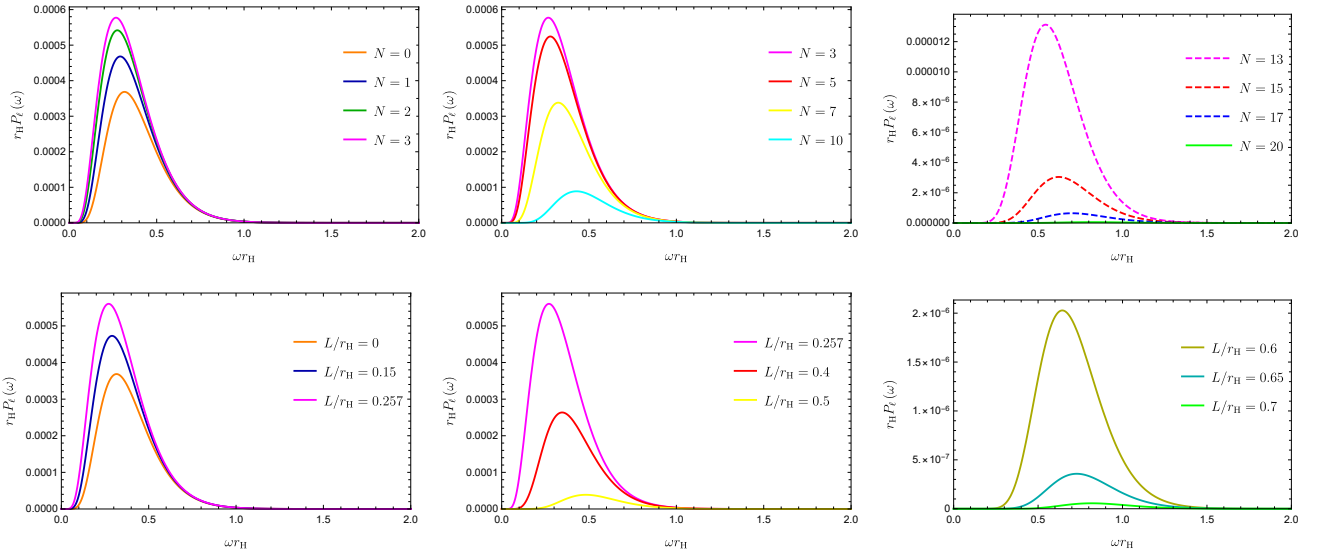 r_H P_ℓ(ω)
0.0006
0.0005
0.0004
0.0003
0.0002
0.0001
0.0000
0.0 0.5 1.0 1.5 2.0
ωr_H
N = 0
N = 1
N = 2
N = 3
r_H P_ℓ(ω)
0.0006
0.0005
0.0004
0.0003
0.0002
0.0001
0.0000
0.0 0.5 1.0 1.5 2.0
ωr_H
N = 3
N = 5
N = 7
N = 10
r_H P_ℓ(ω)
0.000012
0.000010
8. × 10⁻⁶
6. × 10⁻⁶
4. × 10⁻⁶
2. × 10⁻⁶
0.000000
0.0 0.5 1.0 1.5 2.0
ωr_H
N = 13
N = 15
N = 17
N = 20
r_H P_ℓ(ω)
0.0005
0.0004
0.0003
0.0002
0.0001
0.0000
0.0 0.5 1.0 1.5 2.0
ωr_H
L/r_H = 0
L/r_H = 0.15
L/r_H = 0.257
r_H P_ℓ(ω)
0.0005
0.0004
0.0003
0.0002
0.0001
0.0000
0.0 0.5 1.0 1.5 2.0
ωr_H
L/r_H = 0.257
L/r_H = 0.4
L/r_H = 0.5
r_H P_ℓ(ω)
2. × 10⁻⁶
1.5 × 10⁻⁶
1. × 10⁻⁶
5. × 10⁻⁷
0
0.0 0.5 1.0 1.5 2.0
ωr_H
L/r_H = 0.6
L/r_H = 0.65
L/r_H = 0.7